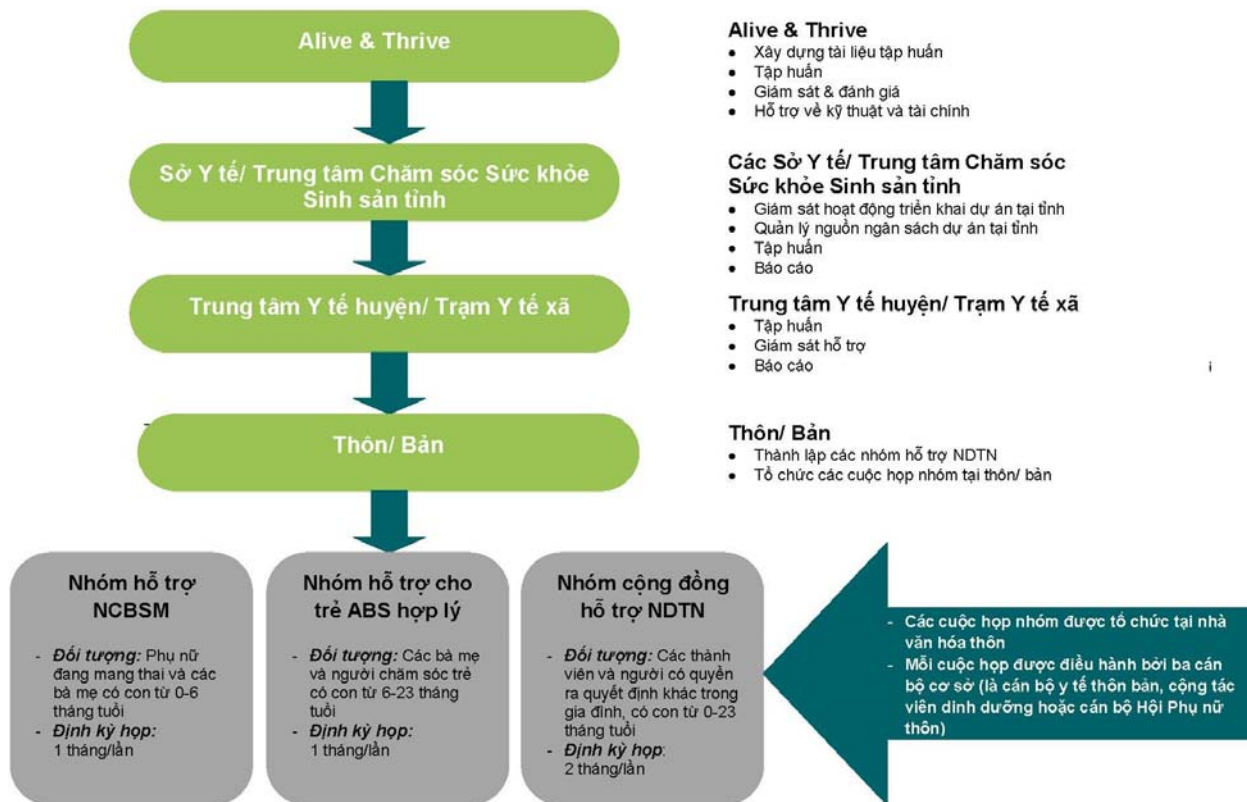 Alive & Thrive
Alive & Thrive
• Xây dựng tài liệu tập huấn
• Tập huấn
• Giám sát & đánh giá
• Hỗ trợ về kỹ thuật và tài chính
Sở Y tế/ Trung tâm Chăm sóc Sức khỏe
Sinh sản tỉnh
Các Sở Y tế/ Trung tâm Chăm sóc
Sức khỏe Sinh sản tỉnh
• Giám sát hoạt động triển khai dự án tại tỉnh
• Quản lý nguồn ngân sách dự án tại tỉnh
• Tập huấn
• Báo cáo
Trung tâm Y tế huyện/ Trạm Y tế xã
Trung tâm Y tế huyện/ Trạm Y tế xã
• Tập huấn
• Giám sát hỗ trợ
• Báo cáo
i
Thôn/ Bản
Thôn/ Bản
• Thành lập các nhóm hỗ trợ NDTN
• Tổ chức các cuộc họp nhóm tại thôn/ bản
Nhóm hỗ trợ
NCBSM
- Đối tượng: Phụ nữ
đang mang thai và các
bà mẹ có con từ 0-6
tháng tuổi
- Định kỳ họp:
1 tháng/lần
Nhóm hỗ trợ cho
trẻ ABS hợp lý
- Đối tượng: Các bà mẹ
và người chăm sóc trẻ
có con từ 6-23 tháng
tuổi
- Định kỳ họp:
1 tháng/lần
Nhóm cộng đồng
hỗ trợ NDTN
- Đối tượng: Các thành
viên và người có quyền
ra quyết định khác trong
gia đình, có con từ 0-23
tháng tuổi
- Định kỳ họp:
2 tháng/lần
- Các cuộc họp nhóm được tổ chức tại nhà
văn hóa thôn
- Mỗi cuộc họp được điều hành bởi ba cán
bộ cơ sở (là cán bộ y tế thôn bản, cộng tác
viên dinh dưỡng hoặc cán bộ Hội Phụ nữ
thôn)